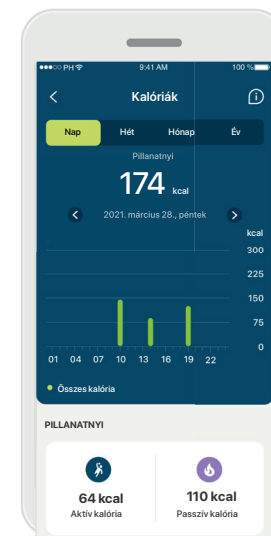 ●●●○○ PH 9:41 AM 100 %
Kalóriák
Nap Hét Hónap Év
Pillanatnyi
174 kcal
2021. március 28., péntek
kcal
300
225
150
75
0
01 04 07 10 13 16 19 22
Összes kalória
PILLANATNYI
64 kcal 110 kcal
Aktív kalória Passzív kalória